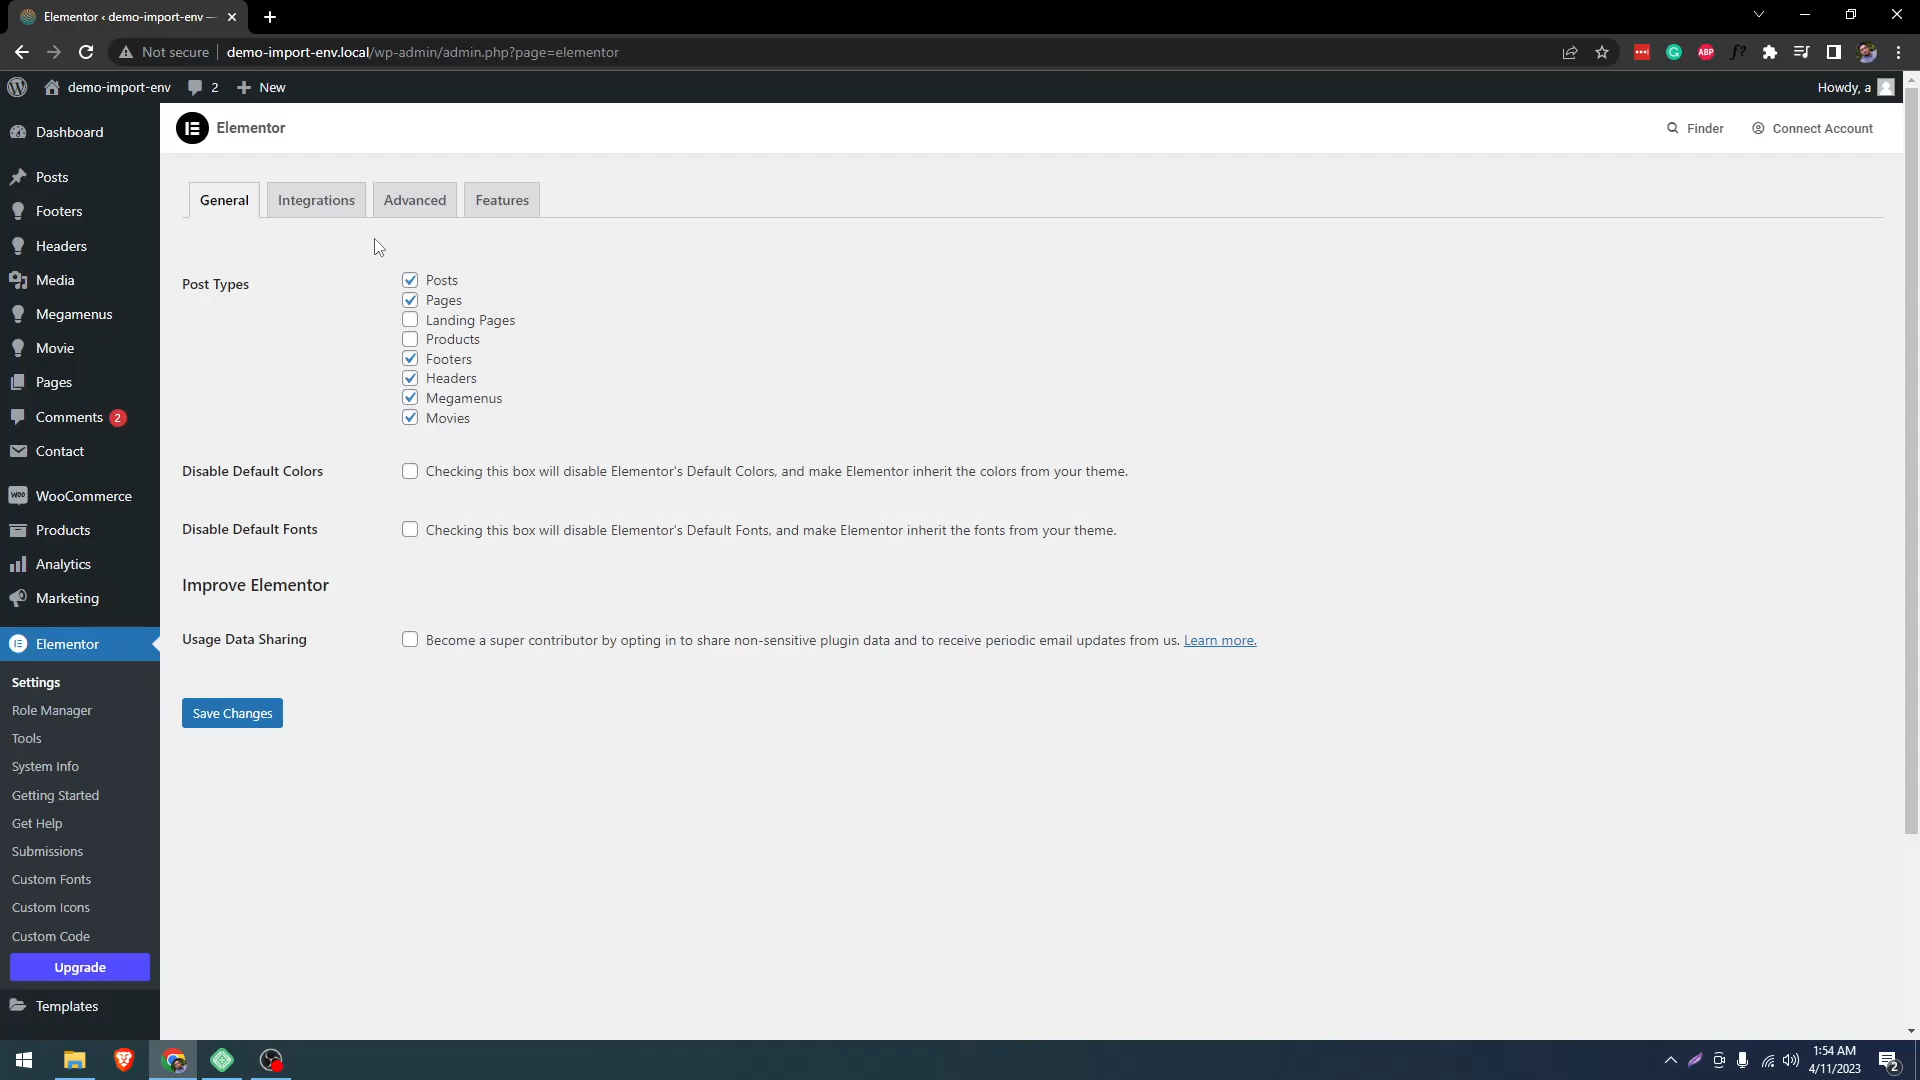 Elementor ‹ demo-import-env —
Not secure
demo-import-env.local/wp-admin/admin.php?page=elementor
ABP
f?
demo-import-env
2
New
Howdy, a
Dashboard
Posts
Footers
Headers
Media
Megamenus
Movie
Pages
Comments 2
Contact
WooCommerce
Products
Analytics
Marketing
Elementor
Settings
Role Manager
Tools
System Info
Getting Started
Get Help
Submissions
Custom Fonts
Custom Icons
Custom Code
Upgrade
Templates
Elementor
Finder
Connect Account
General
Integrations
Advanced
Features
Post Types
Posts
Pages
Landing Pages
Products
Footers
Headers
Megamenus
Movies
Disable Default Colors
Checking this box will disable Elementor's Default Colors, and make Elementor inherit the colors from your theme.
Disable Default Fonts
Checking this box will disable Elementor's Default Fonts, and make Elementor inherit the fonts from your theme.
Improve Elementor
Usage Data Sharing
Become a super contributor by opting in to share non-sensitive plugin data and to receive periodic email updates from us. Learn more.
Save Changes
1:54 AM
4/11/2023
2